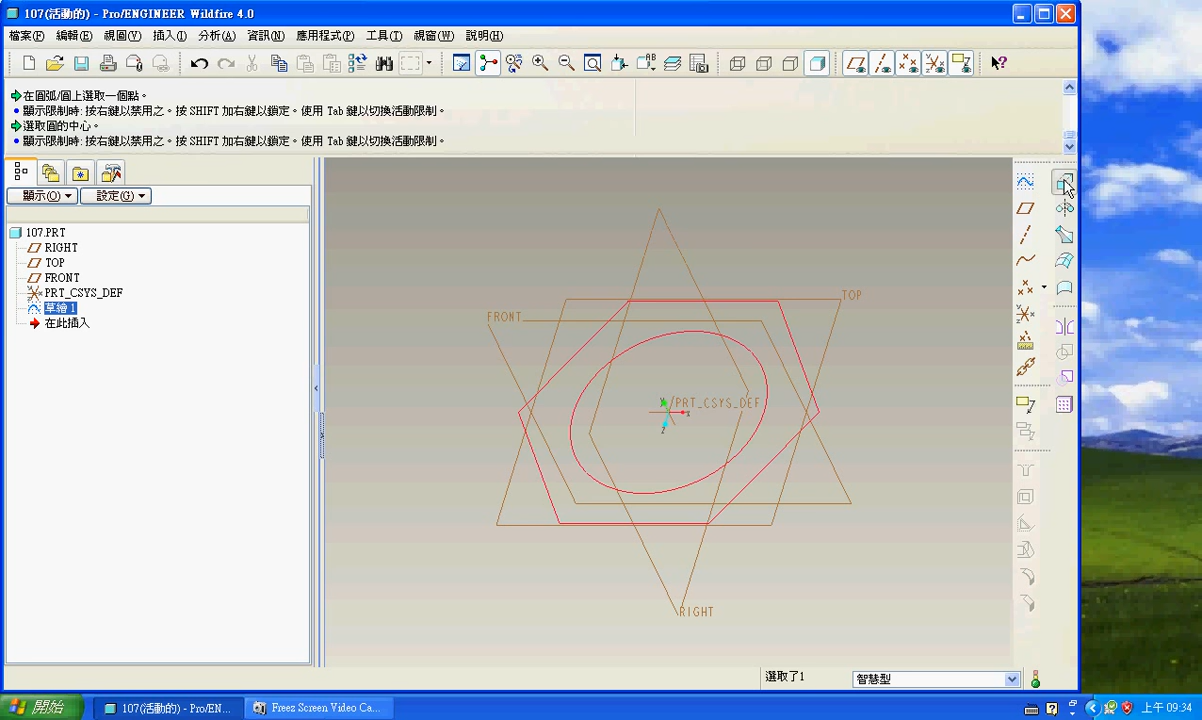 107(活動的) - Pro/ENGINEER Wildfire 4.0
檔案(F) 編輯(E) 視圖(V) 插入(I) 分析(A) 資訊(N) 應用程式(P) 工具(T) 視窗(W) 說明(H)
在圓弧/圓上選取一個點。
顯示限制時: 按右鍵以禁用之。按 SHIFT 加右鍵以鎖定。使用 Tab 鍵以切換活動限制。
選取圓的中心。
顯示限制時: 按右鍵以禁用之。按 SHIFT 加右鍵以鎖定。使用 Tab 鍵以切換活動限制。
顯示(O) 設定(G)
107.PRT
RIGHT
TOP
FRONT
PRT_CSYS_DEF
草繪 1
在此插入
TOP
FRONT
PRT_CSYS_DEF
Y
X
Z
RIGHT
選取了1
智慧型
開始
107(活動的) - Pro/EN...
Freez Screen Video Ca...
上午 09:34